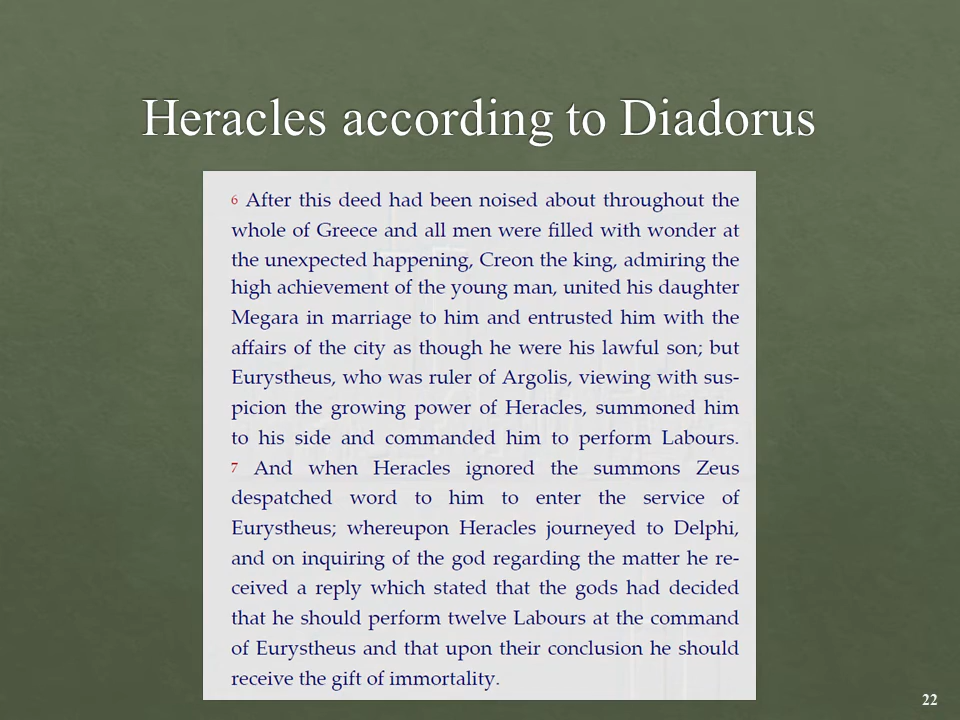 Heracles according to Diadorus
6 After this deed had been noised about throughout the
whole of Greece and all men were filled with wonder at
the unexpected happening, Creon the king, admiring the
high achievement of the young man, united his daughter
Megara in marriage to him and entrusted him with the
affairs of the city as though he were his lawful son; but
Eurystheus, who was ruler of Argolis, viewing with sus-
picion the growing power of Heracles, summoned him
to his side and commanded him to perform Labours.
7 And when Heracles ignored the summons Zeus
despatched word to him to enter the service of
Eurystheus; whereupon Heracles journeyed to Delphi,
and on inquiring of the god regarding the matter he re-
ceived a reply which stated that the gods had decided
that he should perform twelve Labours at the command
of Eurystheus and that upon their conclusion he should
receive the gift of immortality.
22